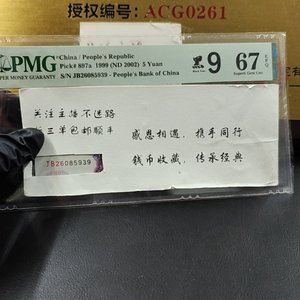 授权编号: ACG0261
PMG
PAPER MONEY GUARANTY
China / People's Republic
Pick# 897a 1999 (ND 2002) 5 Yuan
S/N JB26085939 - People's Bank of China
黑9
67 EPQ
Superb Gem Unc
关注主播不迷路
三单包邮顺丰
感恩相遇，携手同行
钱币收藏，传承经典
JB26085939